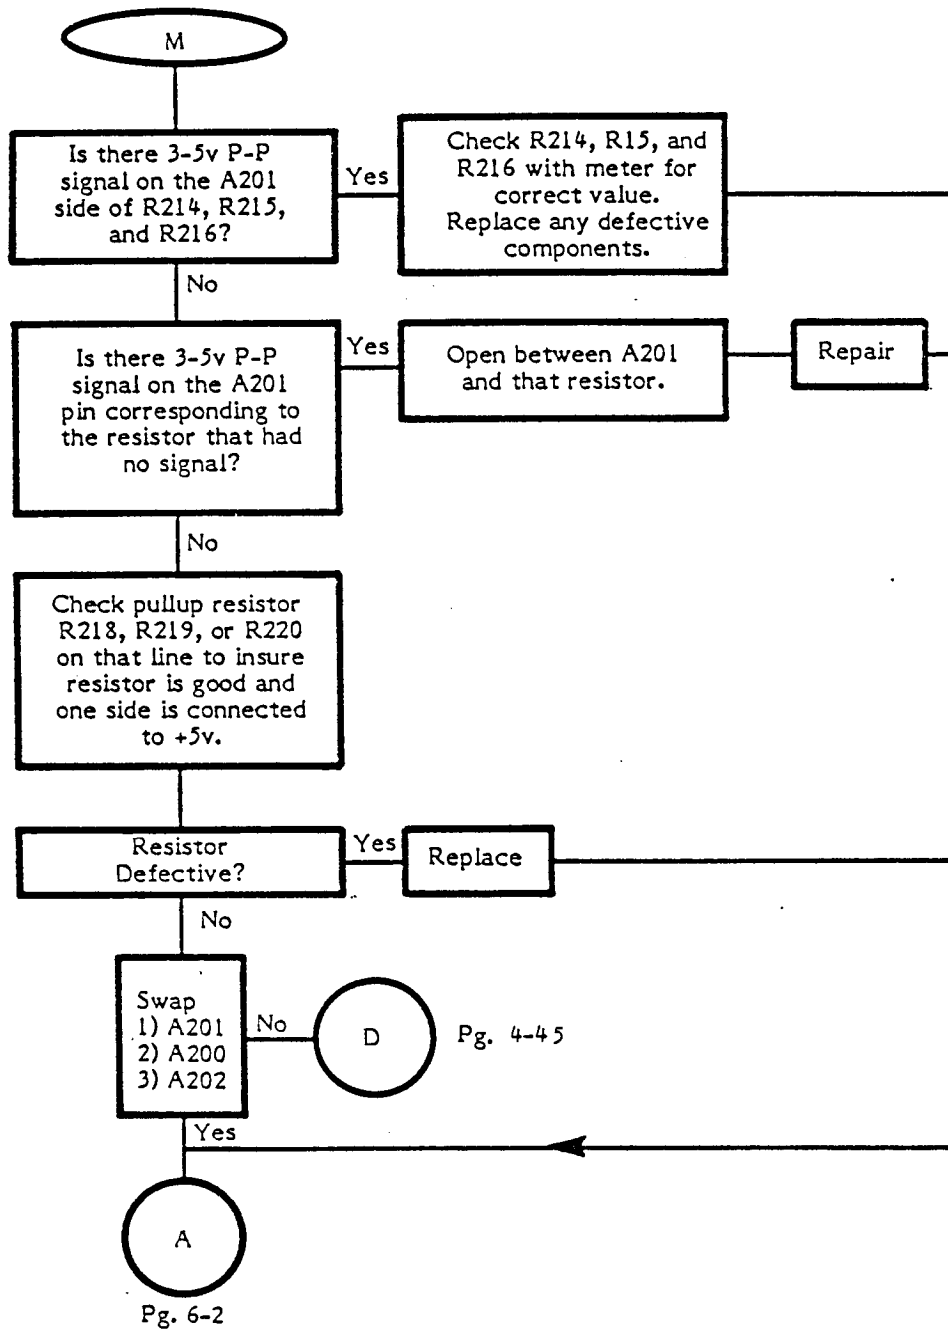 M
Is there 3-5v P-P
signal on the A201
side of R214, R215,
and R216?
Yes
Check R214, R15, and
R216 with meter for
correct value.
Replace any defective
components.
No
Is there 3-5v P-P
signal on the A201
pin corresponding to
the resistor that had
no signal?
Yes
Open between A201
and that resistor.
Repair
No
Check pullup resistor
R218, R219, or R220
on that line to insure
resistor is good and
one side is connected
to +5v.
Resistor
Defective?
Yes
Replace
No
Swap
1) A201
2) A200
3) A202
No
D
Pg. 4-45
Yes
A
Pg. 6-2